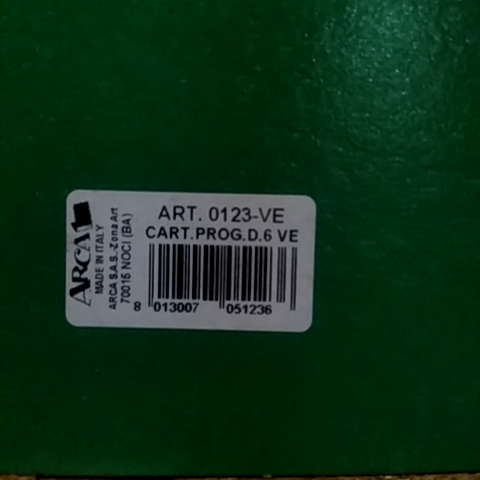 ARCA
MADE IN ITALY
ARCA S.A.S.-Zona Art
70015 NOCI (BA)
ART. 0123-VE
CART.PROG.D.6 VE
8 013007 051236